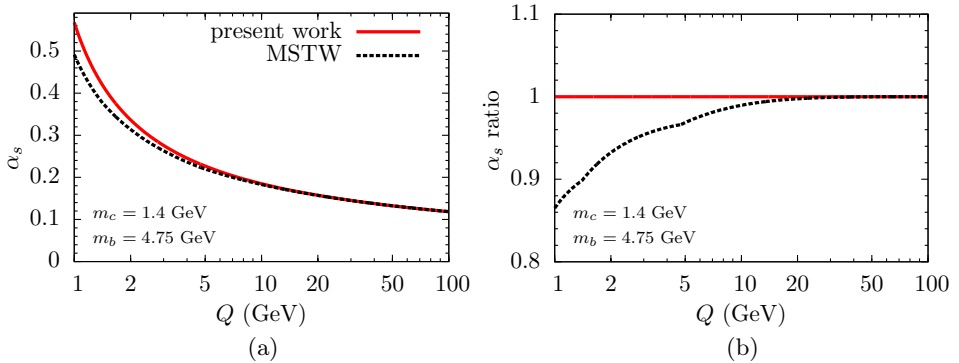 present work
MSTW
0.5
0.4
0.3
0.2
0.1
0
α_s
m_c = 1.4 GeV
m_b = 4.75 GeV
1 2 5 10 20 50 100
Q (GeV)
(a)
1.1
1
0.9
0.8
α_s ratio
m_c = 1.4 GeV
m_b = 4.75 GeV
1 2 5 10 20 50 100
Q (GeV)
(b)